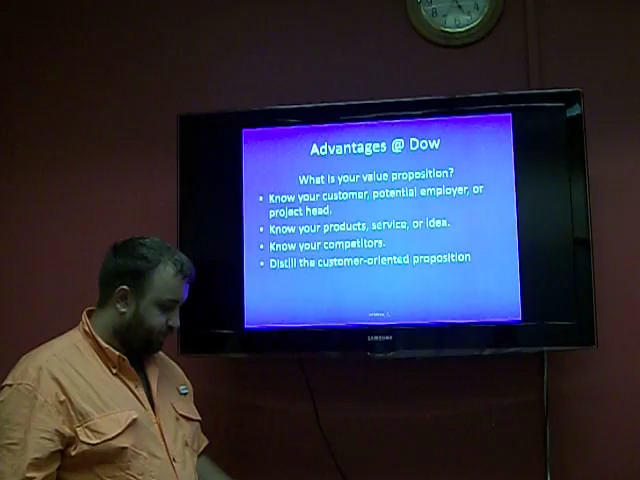 Advantages @ Dow
What is your value proposition?
• Know your customer, potential employer, or
project head.
• Know your products, service, or idea.
• Know your competitors.
• Distill the customer-oriented proposition
SAMSUNG